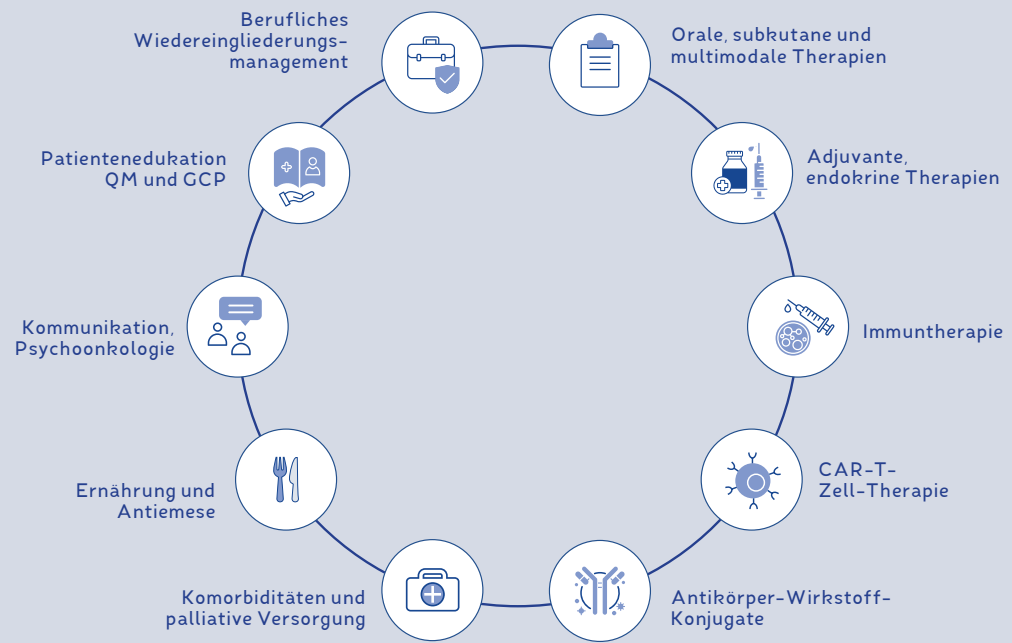 Berufliches
Wiedereingliederungs-
management
Orale, subkutane und
multimodale Therapien
Patientenedukation
QM und GCP
Adjuvante,
endokrine Therapien
Kommunikation,
Psychoonkologie
Immuntherapie
Ernährung und
Antiemese
CAR-T-
Zell-Therapie
Komorbiditäten und
palliative Versorgung
Antikörper-Wirkstoff-
Konjugate